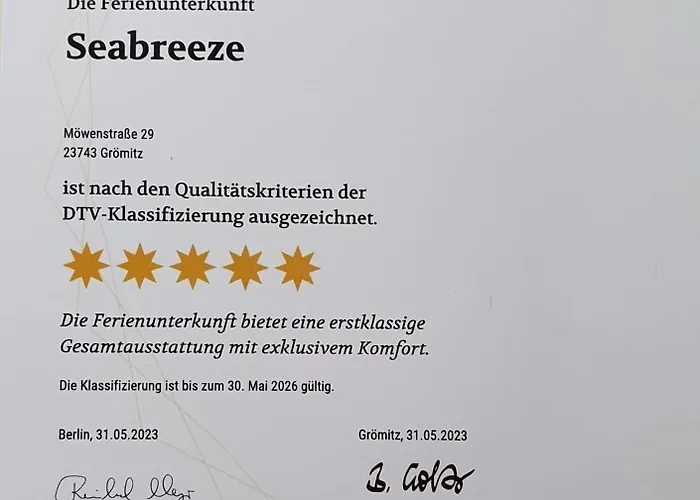 Die Ferienunterkunft
Seabreeze
Möwenstraße 29
23743 Grömitz
ist nach den Qualitätskriterien der
DTV-Klassifizierung ausgezeichnet.
Die Ferienunterkunft bietet eine erstklassige
Gesamtausstattung mit exklusivem Komfort.
Die Klassifizierung ist bis zum 30. Mai 2026 gültig.
Berlin, 31.05.2023
Grömitz, 31.05.2023